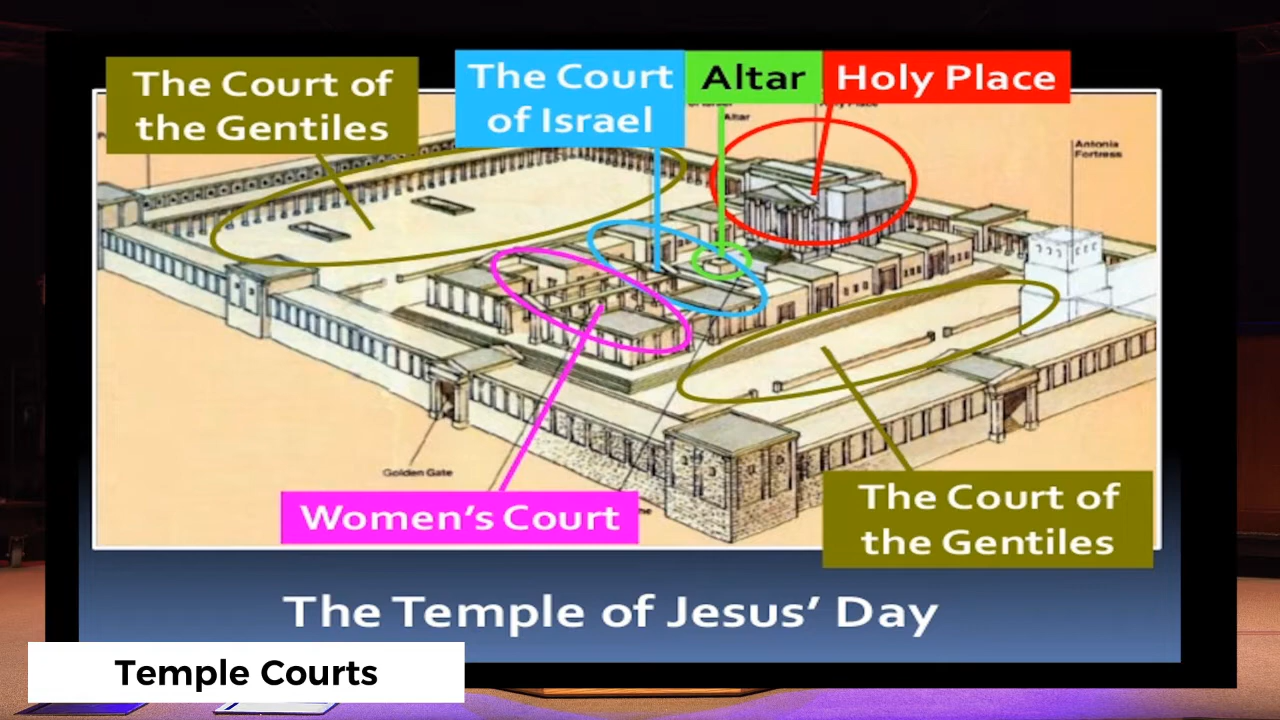 The Court of
the Gentiles
The Court
of Israel
Altar
Holy Place
Altar
Antonia
Fortress
Golden Gate
Women's Court
The Court of
the Gentiles
The Temple of Jesus' Day
Temple Courts